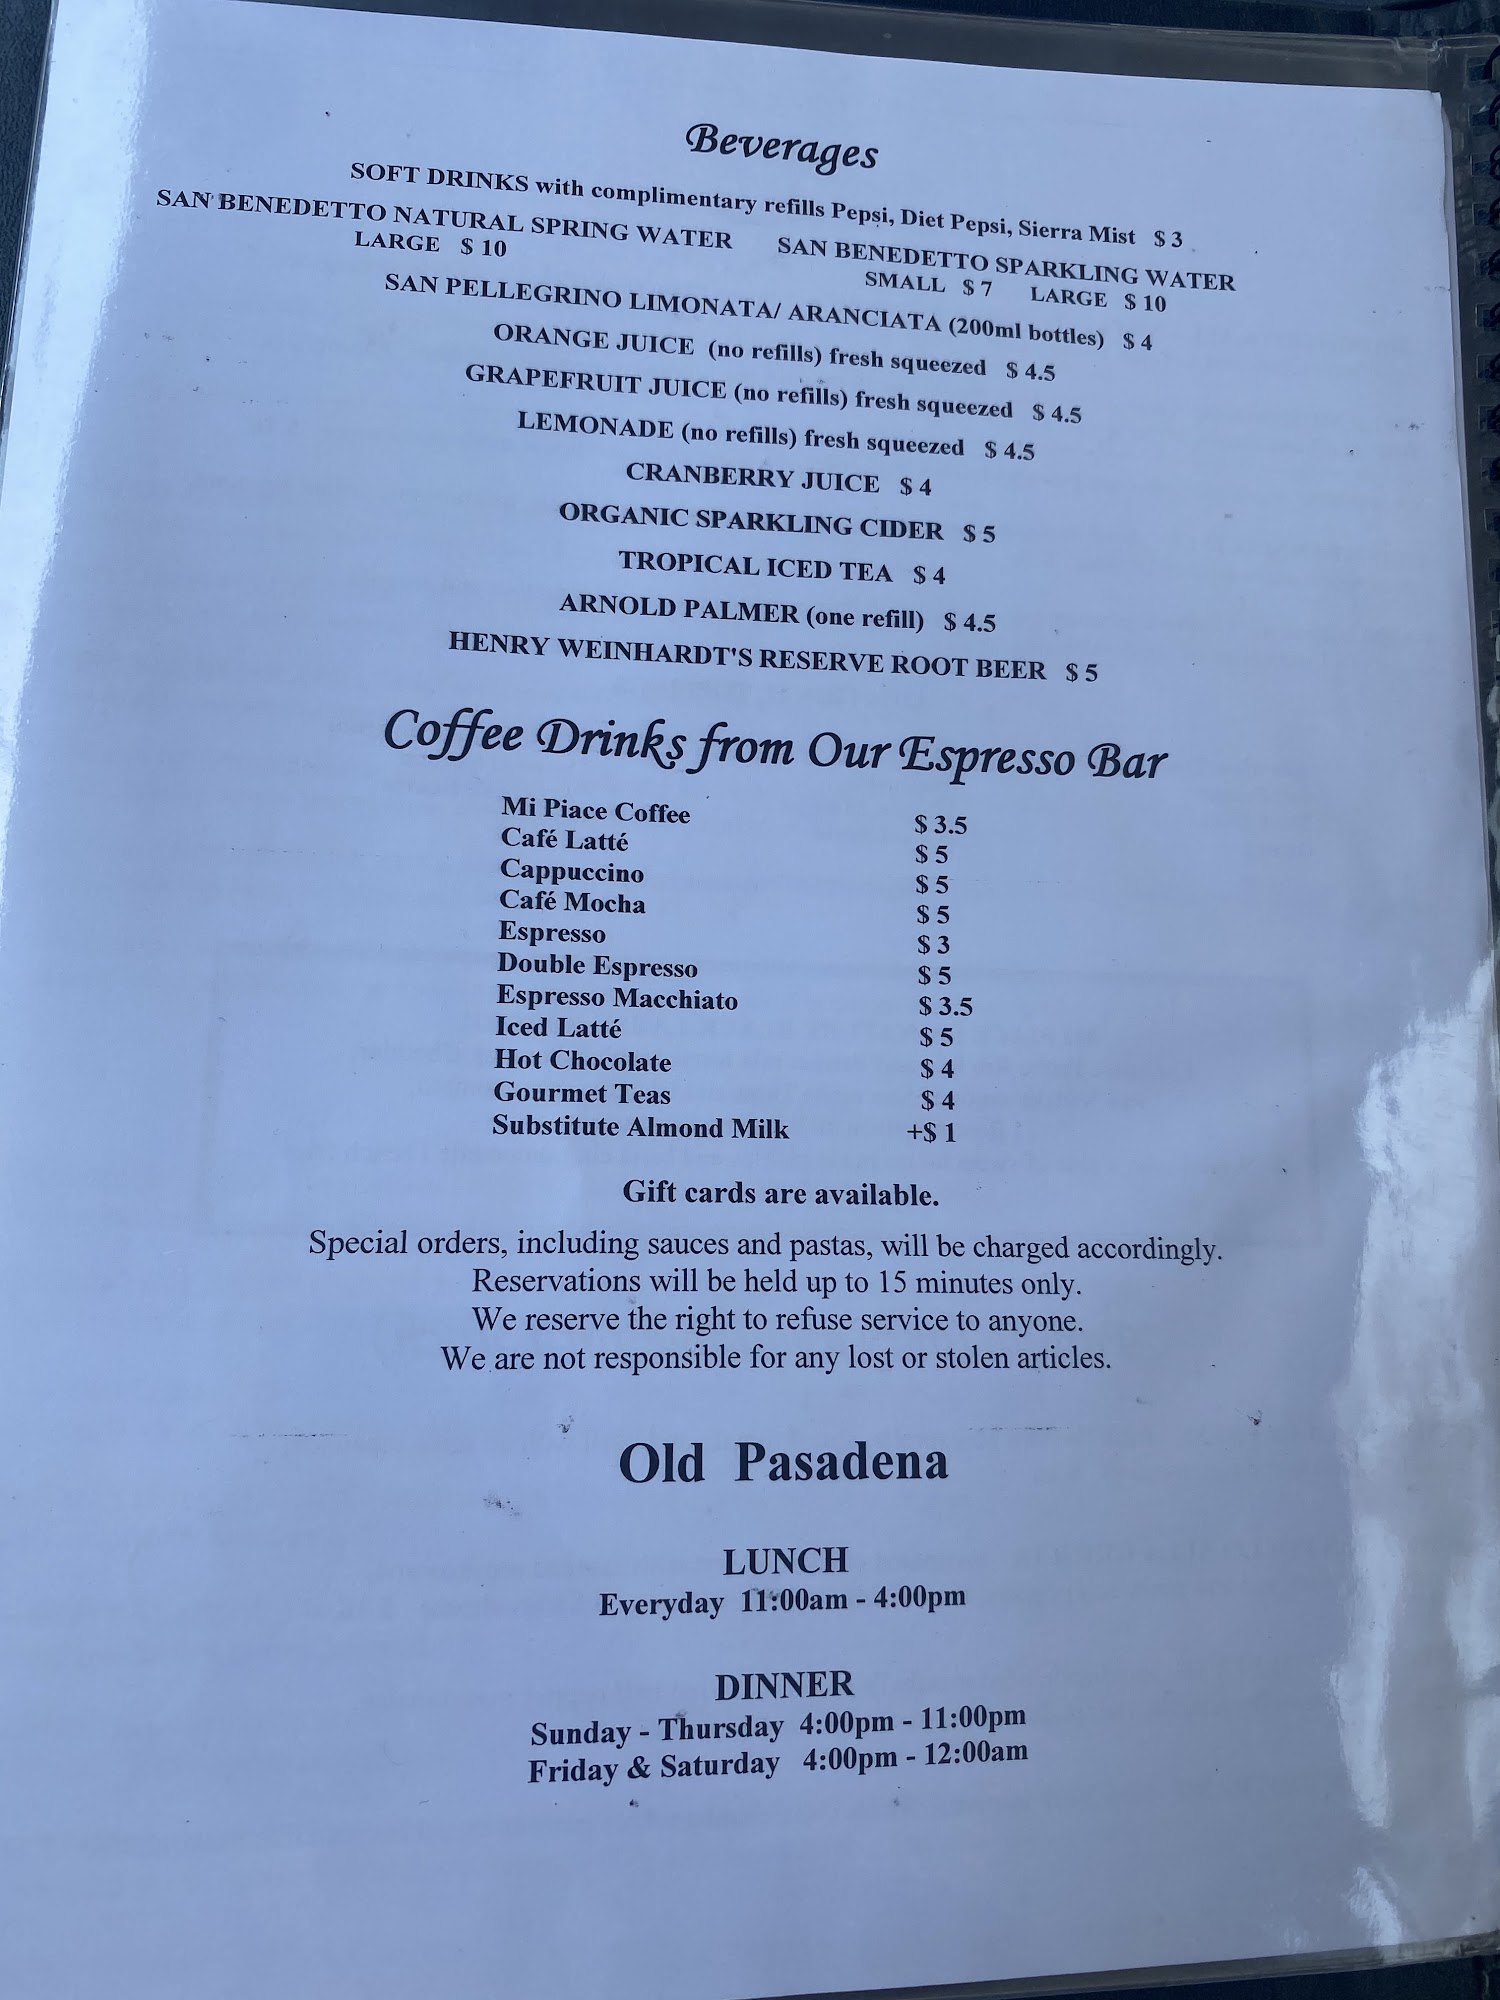 Beverages
SOFT DRINKS with complimentary refills Pepsi, Diet Pepsi, Sierra Mist $ 3
SAN BENEDETTO NATURAL SPRING WATER SAN BENEDETTO SPARKLING WATER
LARGE $ 10 SMALL $ 7 LARGE $ 10
SAN PELLEGRINO LIMONATA/ ARANCIATA (200ml bottles) $ 4
ORANGE JUICE (no refills) fresh squeezed $ 4.5
GRAPEFRUIT JUICE (no refills) fresh squeezed $ 4.5
LEMONADE (no refills) fresh squeezed $ 4.5
CRANBERRY JUICE $ 4
ORGANIC SPARKLING CIDER $ 5
TROPICAL ICED TEA $ 4
ARNOLD PALMER (one refill) $ 4.5
HENRY WEINHARDT'S RESERVE ROOT BEER $ 5
Coffee Drinks from Our Espresso Bar
Mi Piace Coffee $ 3.5
Café Latté $ 5
Cappuccino $ 5
Café Mocha $ 5
Espresso $ 3
Double Espresso $ 5
Espresso Macchiato $ 3.5
Iced Latté $ 5
Hot Chocolate $ 4
Gourmet Teas $ 4
Substitute Almond Milk +$ 1
Gift cards are available.
Special orders, including sauces and pastas, will be charged accordingly.
Reservations will be held up to 15 minutes only.
We reserve the right to refuse service to anyone.
We are not responsible for any lost or stolen articles.
Old Pasadena
LUNCH
Everyday 11:00am - 4:00pm
DINNER
Sunday - Thursday 4:00pm - 11:00pm
Friday & Saturday 4:00pm - 12:00am